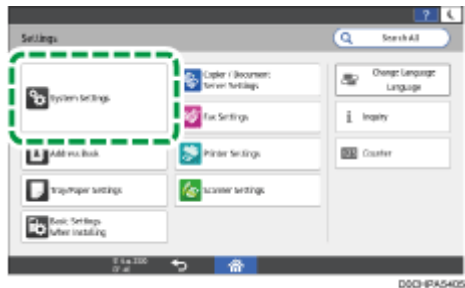 ?
Settings
Search All
System Settings
Copier / Document
Server Settings
Change Language
Language
Fax Settings
i Inquiry
Address Book
Printer Settings
Counter
Tray/Paper Settings
Scanner Settings
Basic Settings
When Installing
D0CHPA5405